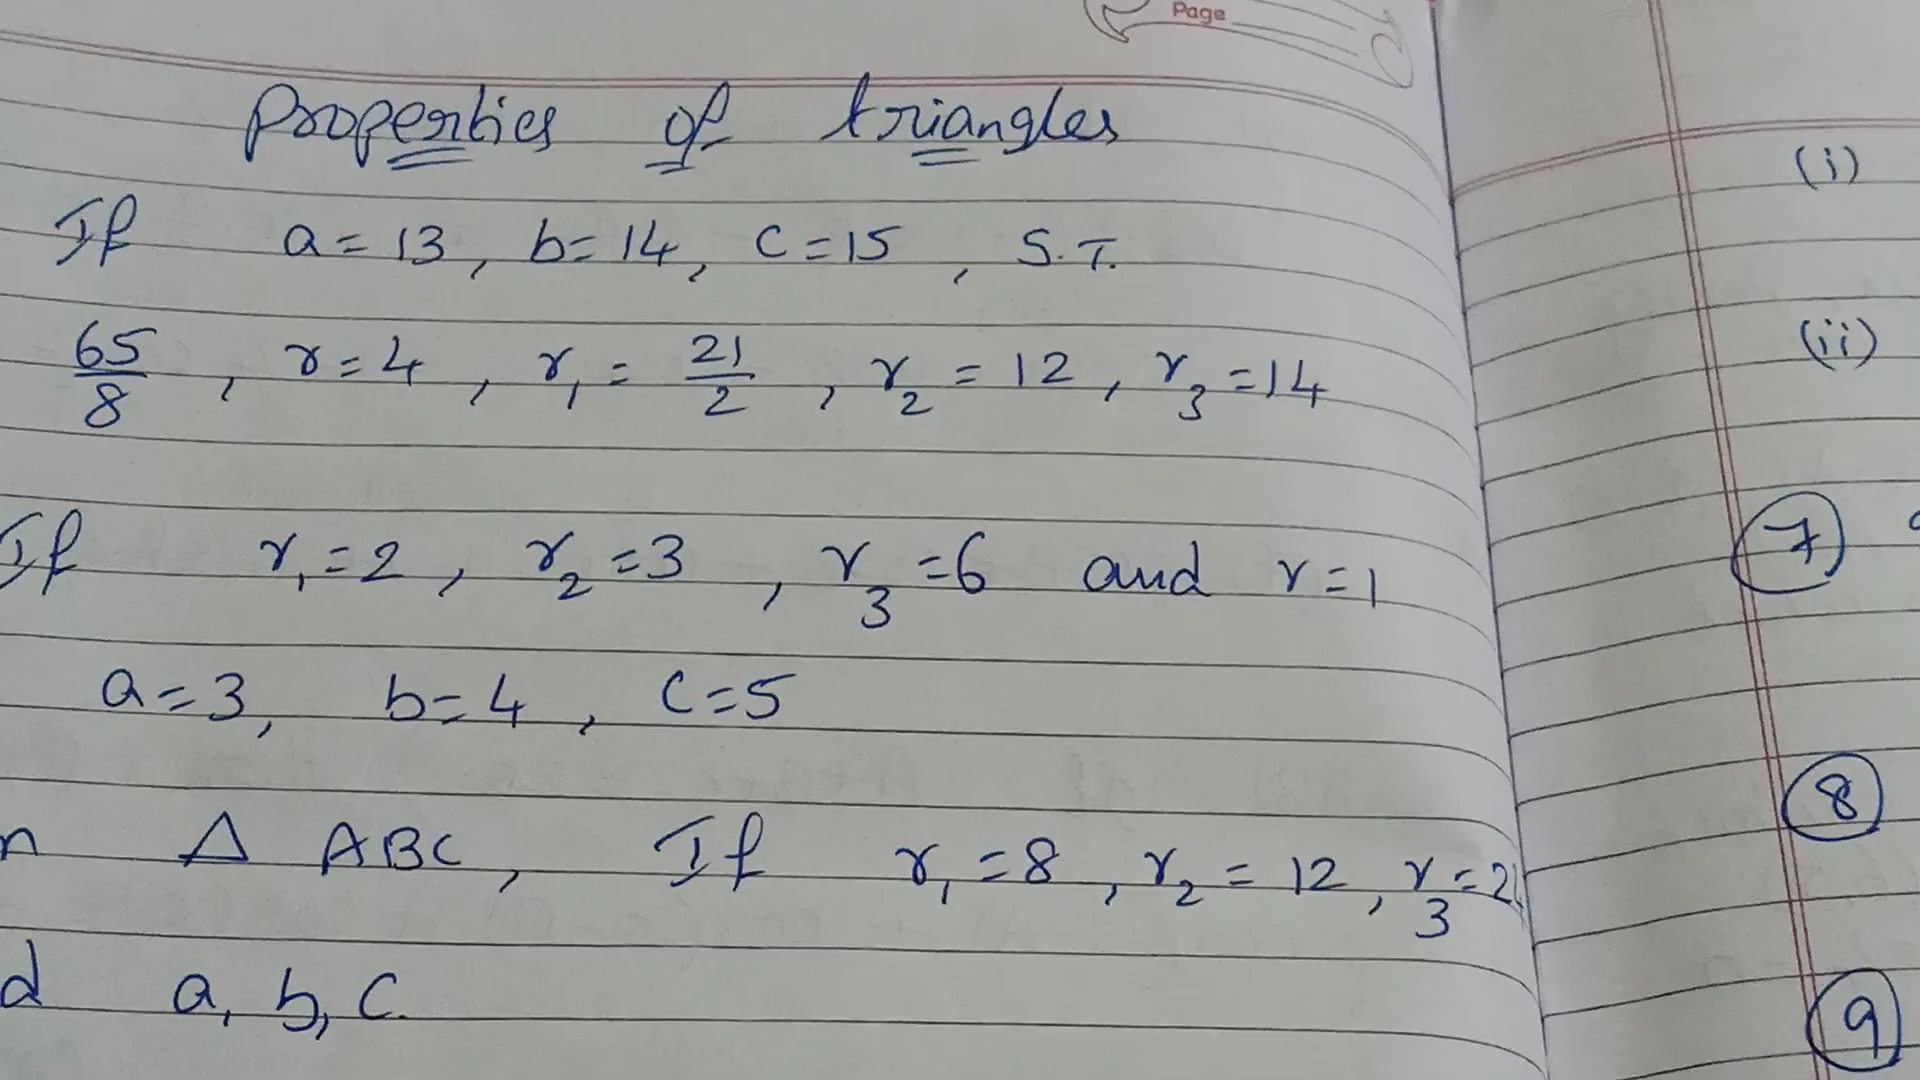 Page
Properties of triangles
If a = 13, b = 14, c = 15, S.T.
65/8, r = 4, r₁ = 21/2, r₂ = 12, r₃ = 14
If r₁ = 2, r₂ = 3, r₃ = 6 and r = 1
a = 3, b = 4, c = 5
n Δ ABC, If r₁ = 8, r₂ = 12, r₃ = 2
d a, b, c.
(i)
(ii)
7
8
9